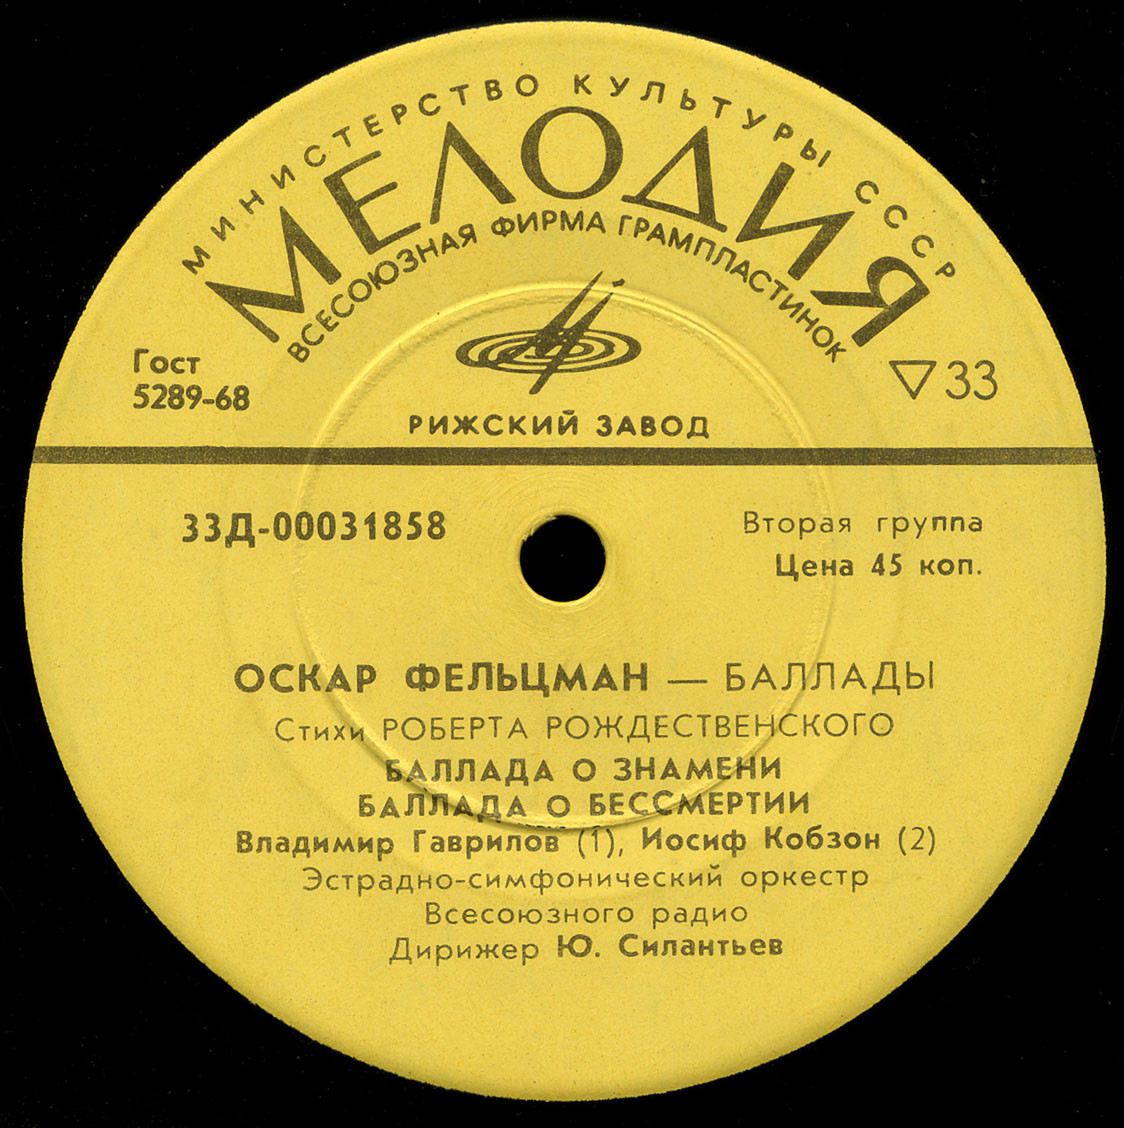 МИНИСТЕРСТВО КУЛЬТУРЫ СССР
МЕЛОДИЯ
ВСЕСОЮЗНАЯ ФИРМА ГРАМПЛАСТИНОК
Гост
5289-68
33
РИЖСКИЙ ЗАВОД
33Д-00031858
Вторая группа
Цена 45 коп.
ОСКАР ФЕЛЬЦМАН — БАЛЛАДЫ
Стихи РОБЕРТА РОЖДЕСТВЕНСКОГО
БАЛЛАДА О ЗНАМЕНИ
БАЛЛАДА О БЕССМЕРТИИ
Владимир Гаврилов (1), Иосиф Кобзон (2)
Эстрадно-симфонический оркестр
Всесоюзного радио
Дирижер Ю. Силантьев